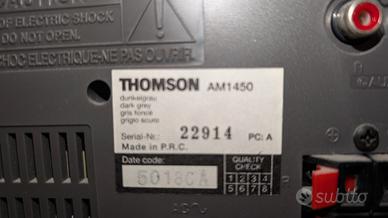 OF ELECTRIC SHOCK
DO NOT OPEN.
CHOC ELECTRIQUE-NE PAS OUVRIR.
THOMSON AM1450
dunkelgrau
dark grey
gris foncé
grigio scuro
Serial-Nr.: 22914 PC: A
Made in P.R.C.
Date code:
5018CA
QUALITY
CHECK
1 2 3 4
5 6 7 8
subito